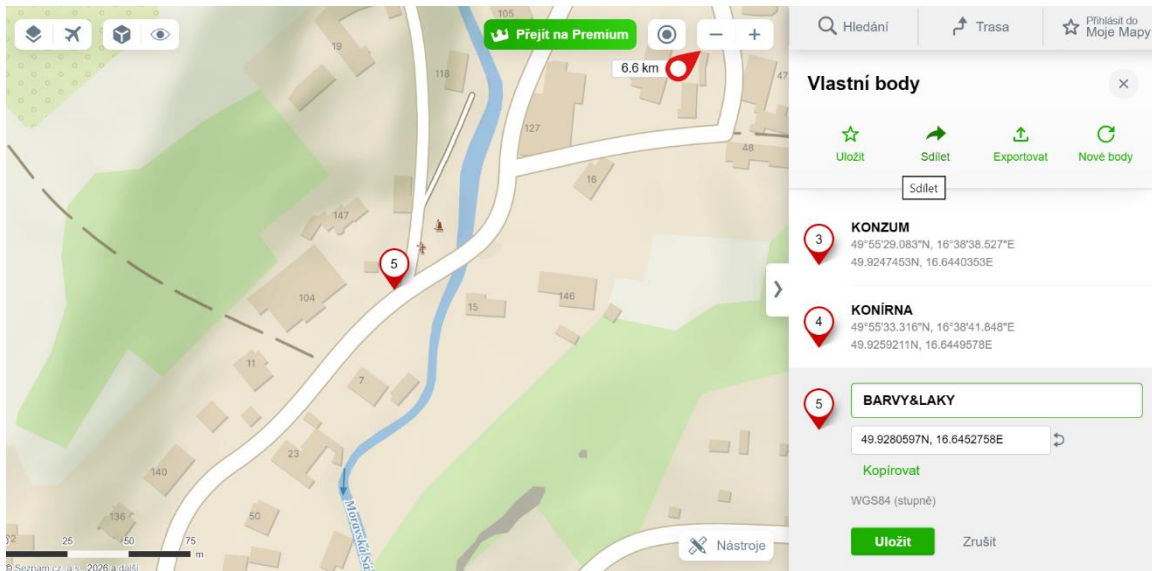 105
19
118
Přejít na Premium
6.6 km
47
127
48
16
147
5
104
146
15
11
7
23
140
136
50
Moravská Sá
25 50 75
m
© Seznam.cz, a.s., 2026 a další
Nástroje
Hledání
Trasa
Přihlásit do
Moje Mapy
Vlastní body
Uložit
Sdílet
Exportovat
Nové body
Sdílet
3
KONZUM
49°55'29.083"N, 16°38'38.527"E
49.9247453N, 16.6440353E
4
KONÍRNA
49°55'33.316"N, 16°38'41.848"E
49.9259211N, 16.6449578E
5
BARVY&LAKY
49.9280597N, 16.6452758E
Kopírovat
WGS84 (stupně)
Uložit
Zrušit